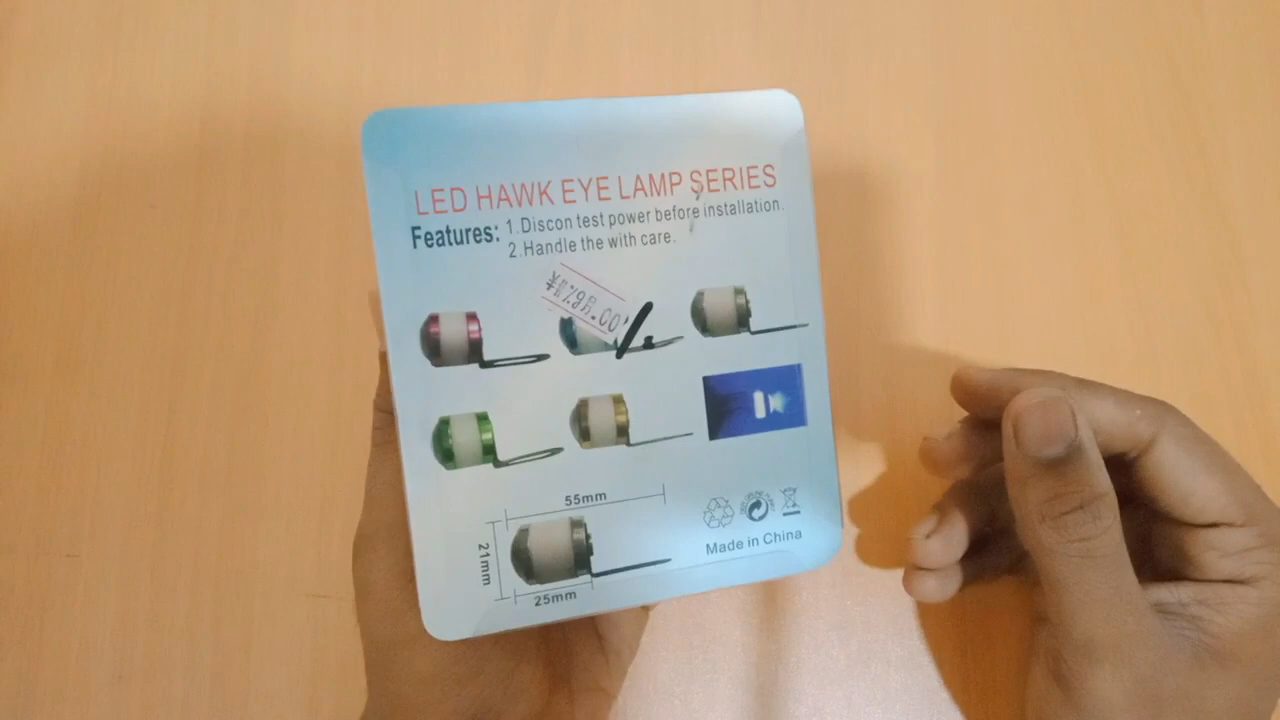 LED HAWK EYE LAMP SERIES
Features: 1.Discon test power before installation.
2.Handle the with care.
55mm
21mm
25mm
Made in China